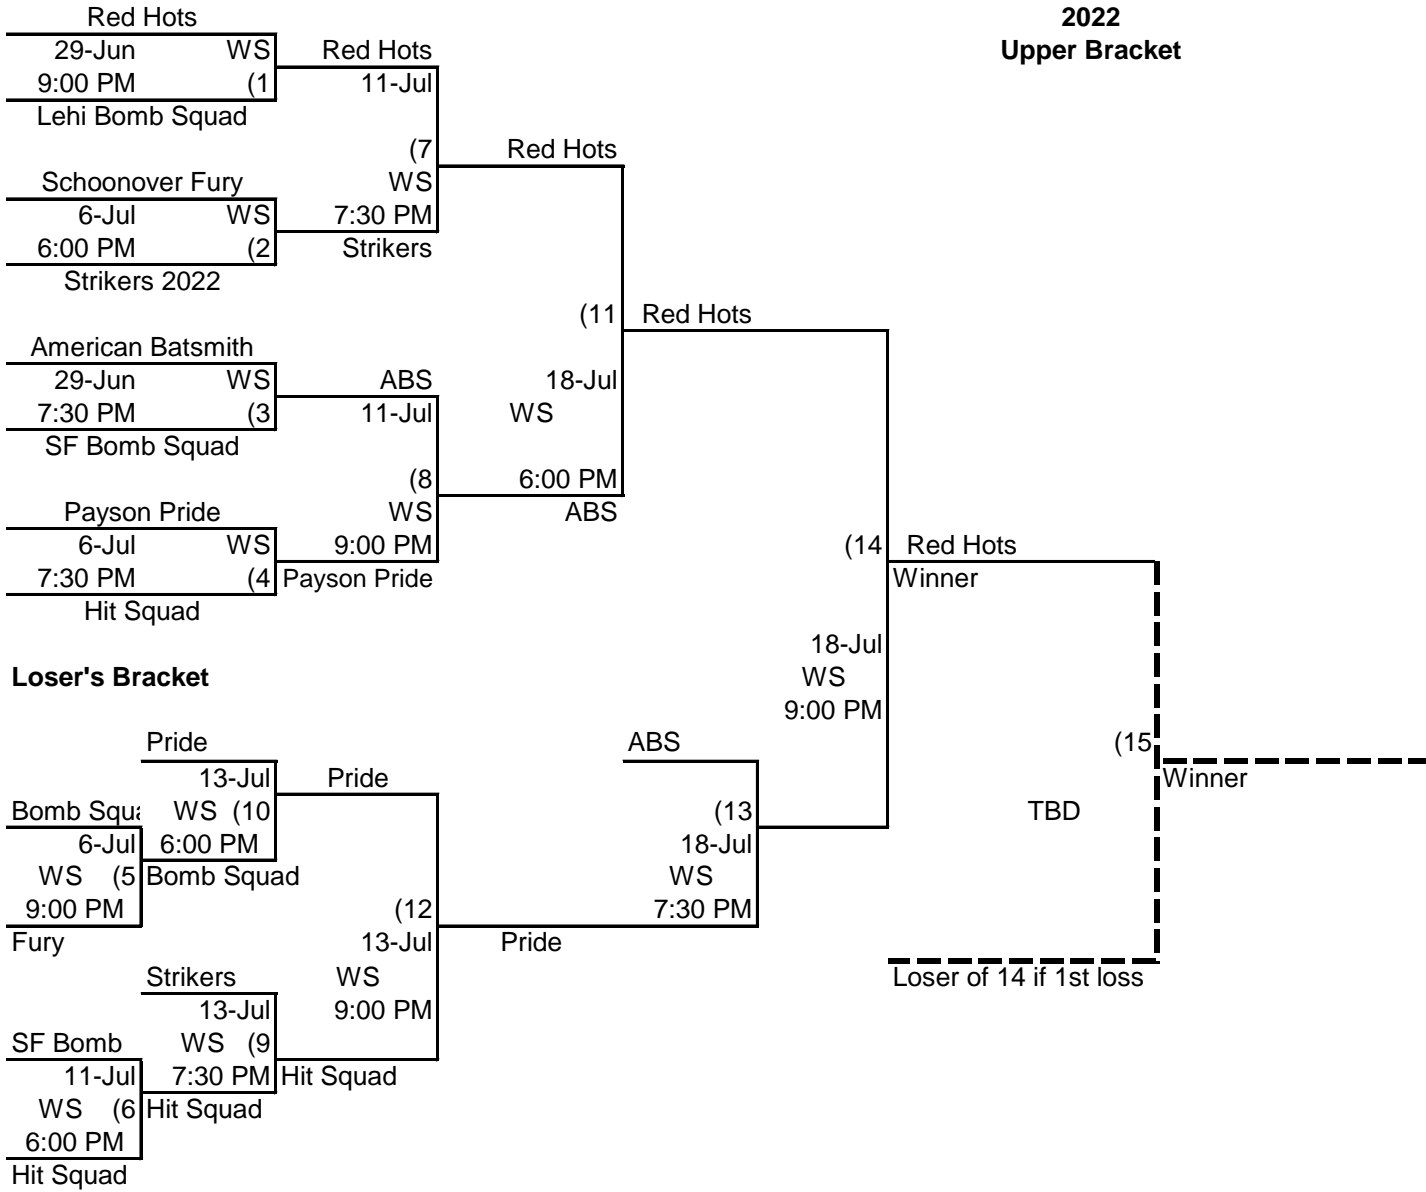 Red Hots
2022
29-Jun WS Red Hots
Upper Bracket
9:00 PM (1 11-Jul
Lehi Bomb Squad
(7 Red Hots
Schoonover Fury WS
6-Jul WS 7:30 PM
6:00 PM (2 Strikers
Strikers 2022
(11 Red Hots
American Batsmith
29-Jun WS ABS 18-Jul
7:30 PM (3 11-Jul WS
SF Bomb Squad
(8 6:00 PM
Payson Pride WS ABS
6-Jul WS 9:00 PM (14 Red Hots
7:30 PM (4 Payson Pride Winner
Hit Squad
18-Jul
Loser's Bracket WS
9:00 PM
Pride ABS (15
13-Jul Pride Winner
Bomb Squa WS (10 (13 TBD
6-Jul 6:00 PM 18-Jul
WS (5 Bomb Squad WS
9:00 PM (12 7:30 PM
Fury 13-Jul Pride
Strikers WS Loser of 14 if 1st loss
13-Jul 9:00 PM
SF Bomb WS (9
11-Jul 7:30 PM Hit Squad
WS (6 Hit Squad
6:00 PM
Hit Squad